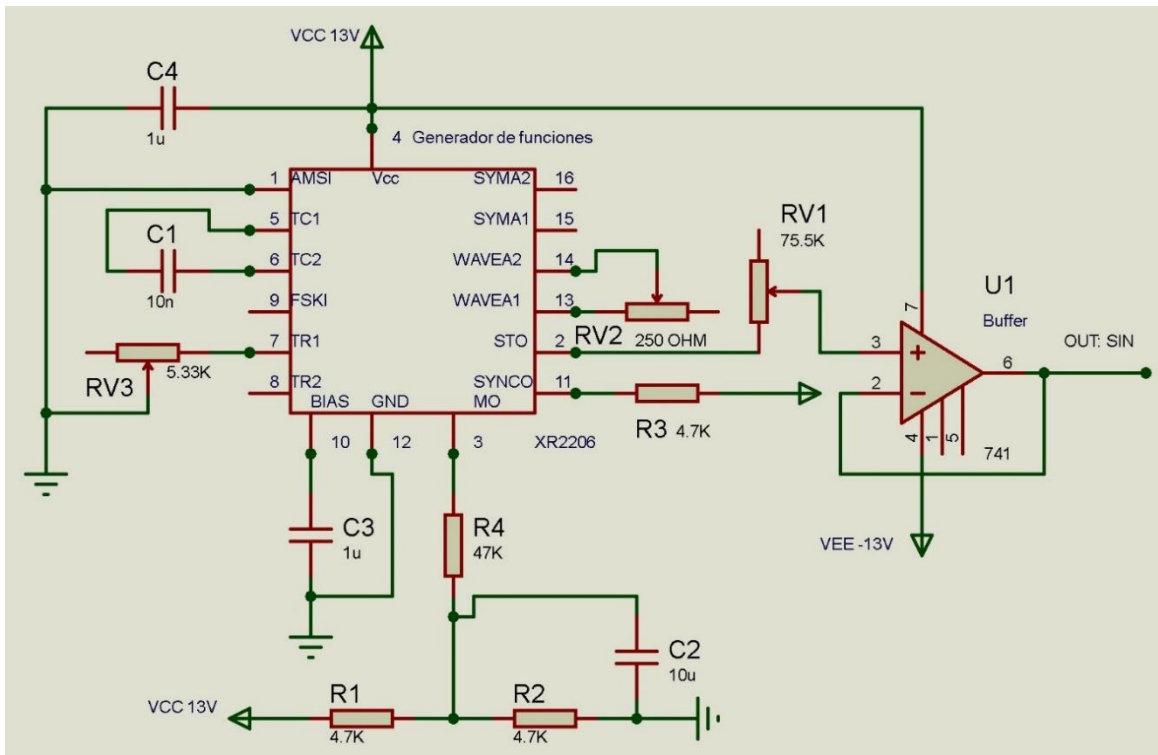 VCC 13V
C4
1u
4 Generador de funciones
1 AMSI Vcc SYMA2 16
5 TC1 SYMA1 15
C1
10n
6 TC2 WAVEA2 14
9 FSKI WAVEA1 13
7 TR1 STO 2
8 TR2 SYNCO 11
BIAS GND MO
10 12 3 XR2206
RV3
5.33K
RV2
250 OHM
RV1
75.5K
R3 4.7K
U1
Buffer
7
3 +
2 -
6
4 1 5
741
OUT: SIN
VEE -13V
C3
1u
R4
47K
C2
10u
VCC 13V
R1
4.7K
R2
4.7K